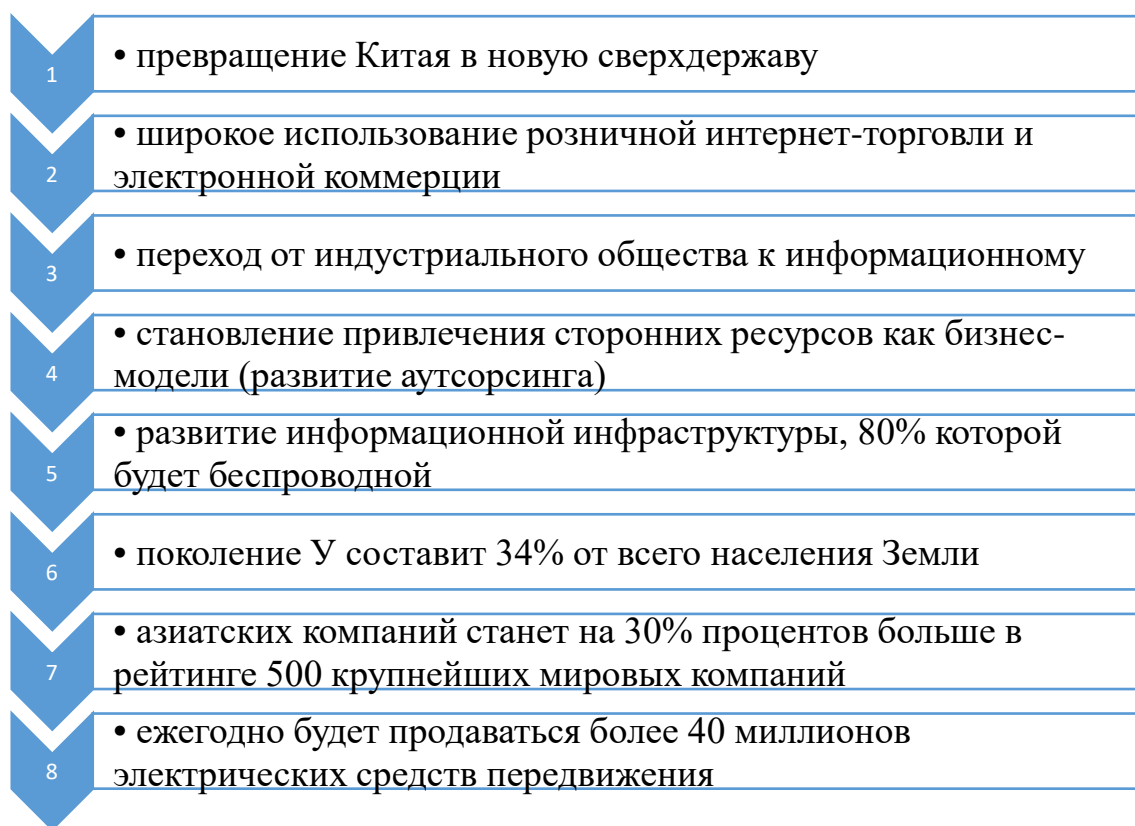 1
• превращение Китая в новую сверхдержаву
2
• широкое использование розничной интернет-торговли и
электронной коммерции
3
• переход от индустриального общества к информационному
4
• становление привлечения сторонних ресурсов как бизнес-
модели (развитие аутсорсинга)
5
• развитие информационной инфраструктуры, 80% которой
будет беспроводной
6
• поколение У составит 34% от всего населения Земли
7
• азиатских компаний станет на 30% процентов больше в
рейтинге 500 крупнейших мировых компаний
8
• ежегодно будет продаваться более 40 миллионов
электрических средств передвижения